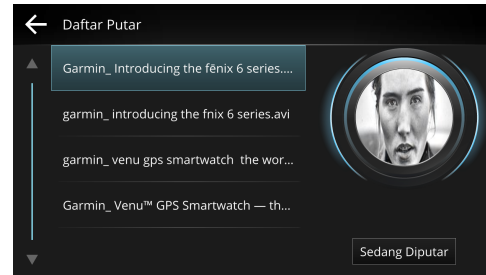 Daftar Putar
Garmin_ Introducing the fēnix 6 series....
garmin_ introducing the fnix 6 series.avi
garmin_ venu gps smartwatch  the wor...
Garmin_ Venu™ GPS Smartwatch — th...
Sedang Diputar